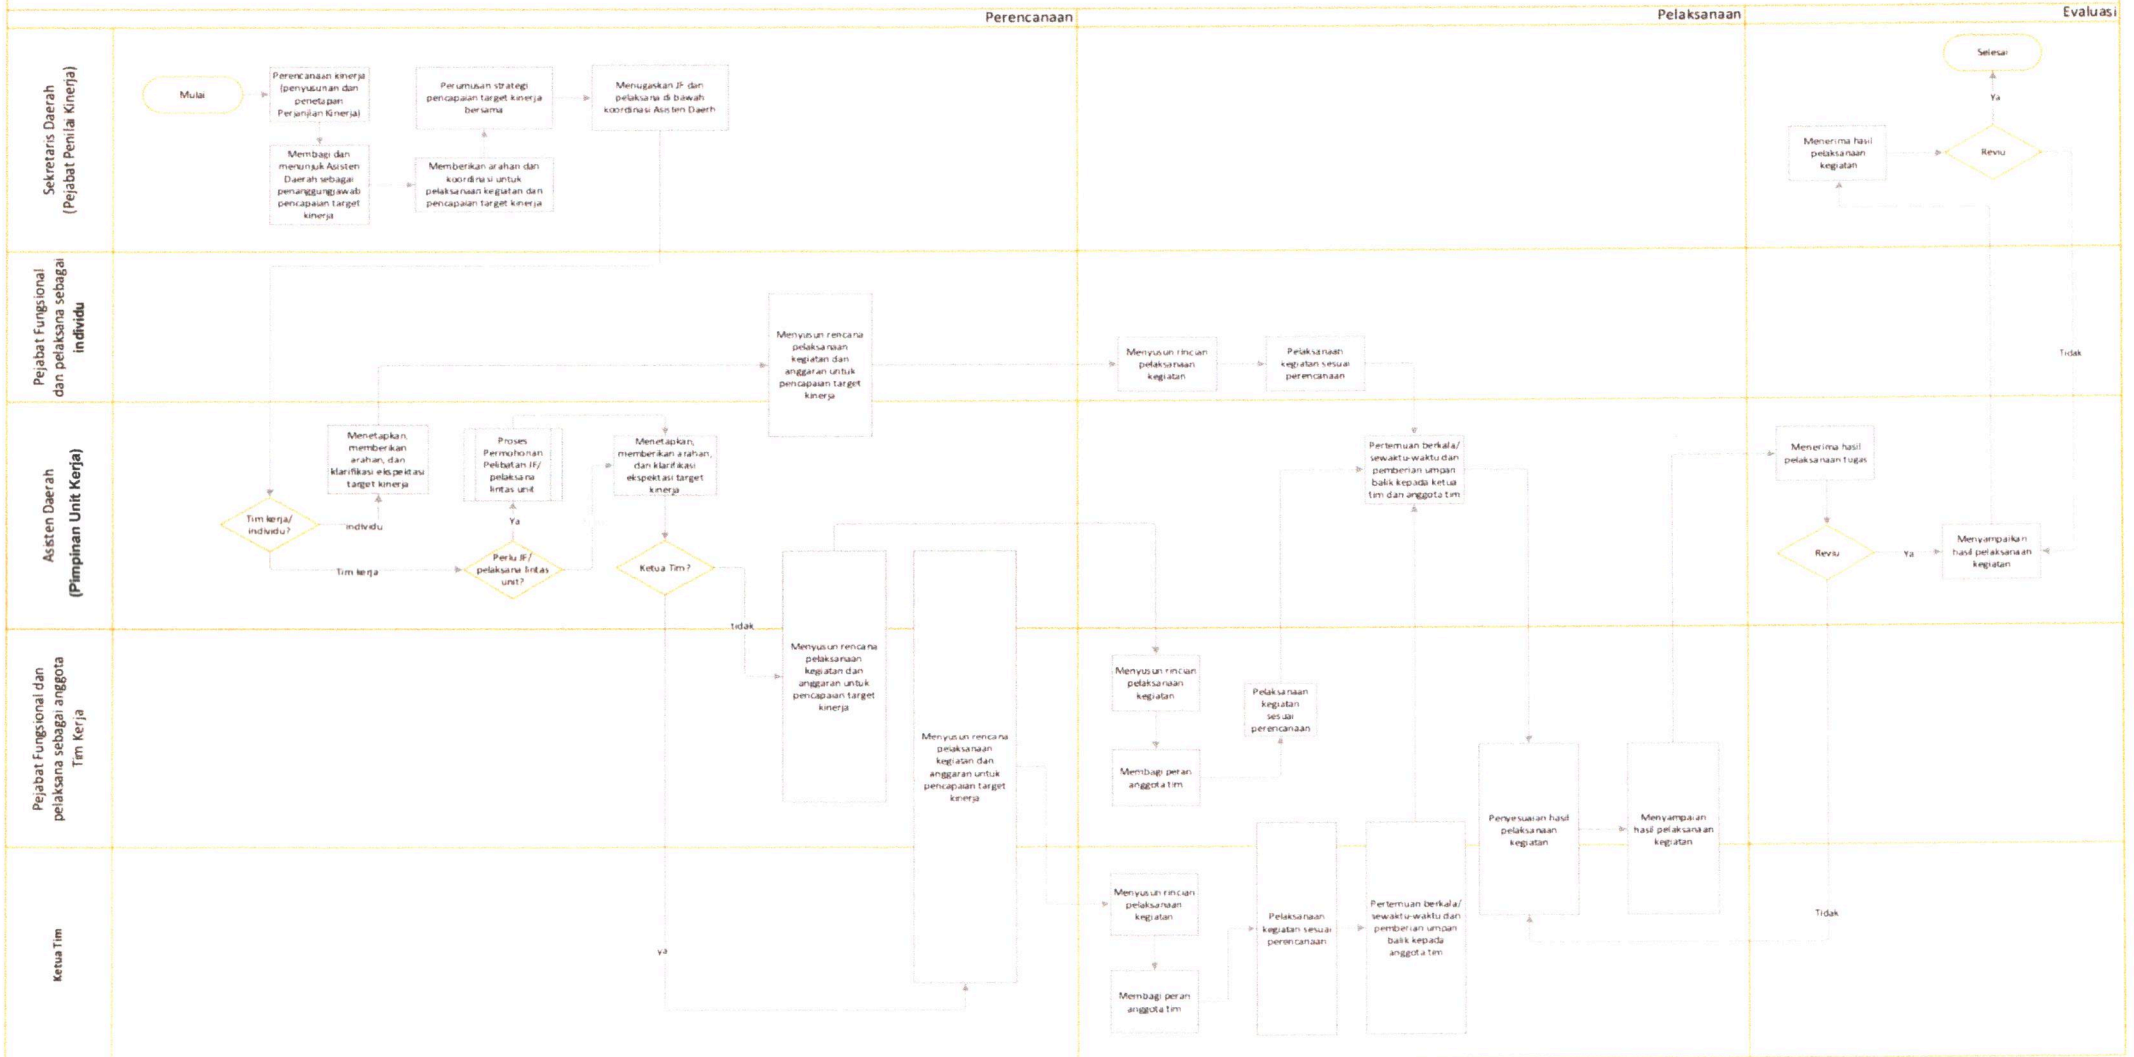 Perencanaan
Pelaksanaan
Evaluasi
Sekretaris Daerah
(Pejabat Penilai Kinerja)
Mulai
Perencanaan kinerja
(penyusunan dan
penetapan
Perjanjian Kinerja)
Membagi dan
menunjuk Asisten
Daerah sebagai
penanggungjawab
pencapaian target
kinerja
Perumusan strategi
pencapaian target kinerja
bersama
Memberikan arahan dan
koordinasi untuk
pelaksanaan kegiatan dan
pencapaian target kinerja
Menugaskan JF dan
pelaksana di bawah
koordinasi Asisten Daerh
Menerima hasil
pelaksanaan
kegiatan
Selesai
Ya
Reviu
Tidak
Pejabat Fungsional
dan pelaksana sebagai
individu
Menyusun rencana
pelaksanaan
kegiatan dan
anggaran untuk
pencapaian target
kinerja
Menyusun rincian
pelaksanaan
kegiatan
Pelaksanaan
kegiatan sesuai
perencanaan
Asisten Daerah
(Pimpinan Unit Kerja)
Tim kerja/
individu?
individu
Tim kerja
Menetapkan,
memberikan
arahan, dan
klarifikasi ekspektasi
target kinerja
Proses
Permohonan
Pelibatan JF/
pelaksana
lintas unit
Ya
Perlu JF/
pelaksana lintas
unit?
Menetapkan,
memberikan arahan,
dan klarifikasi
ekspektasi target
kinerja
Ketua Tim?
tidak
Pertemuan berkala/
sewaktu-waktu dan
pemberian umpan
balik kepada ketua
tim dan anggota tim
Menerima hasil
pelaksanaan tugas
Reviu
Ya
Menyampaikan
hasil pelaksanaan
kegiatan
Pejabat Fungsional dan
pelaksana sebagai anggota
Tim Kerja
Menyusun rencana
pelaksanaan
kegiatan dan
anggaran untuk
pencapaian target
kinerja
Menyusun rencana
pelaksanaan
kegiatan dan
anggaran untuk
pencapaian target
kinerja
Menyusun rincian
pelaksanaan
kegiatan
Membagi peran
anggota tim
Pelaksanaan
kegiatan
sesuai
perencanaan
Penyesuaian hasil
pelaksanaan
kegiatan
Menyampaian
hasil pelaksanaan
kegiatan
Ketua Tim
ya
Menyusun rincian
pelaksanaan
kegiatan
Membagi peran
anggota tim
Pelaksanaan
kegiatan sesuai
perencanaan
Pertemuan berkala/
sewaktu-waktu dan
pemberian umpan
balik kepada
anggota tim
Tidak